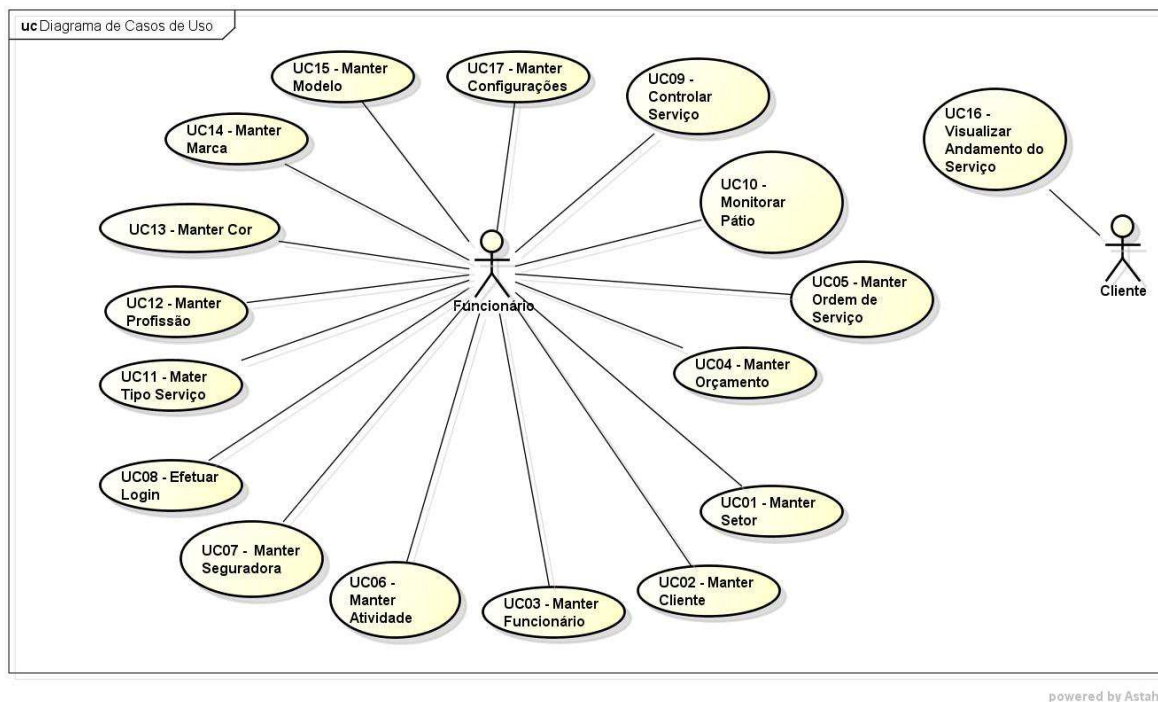 uc Diagrama de Casos de Uso
UC15 - Manter
Modelo
UC17 - Manter
Configurações
UC09 -
Controlar
Serviço
UC16 -
Visualizar
Andamento do
Serviço
UC14 - Manter
Marca
UC10 -
Monitorar
Pátio
UC13 - Manter Cor
Cliente
UC12 - Manter
Profissão
Funcionário
UC05 - Manter
Ordem de
Serviço
UC11 - Mater
Tipo Serviço
UC04 - Manter
Orçamento
UC08 - Efetuar
Login
UC01 - Manter
Setor
UC07 - Manter
Seguradora
UC06 -
Manter
Atividade
UC03 - Manter
Funcionário
UC02 - Manter
Cliente
powered by Astah